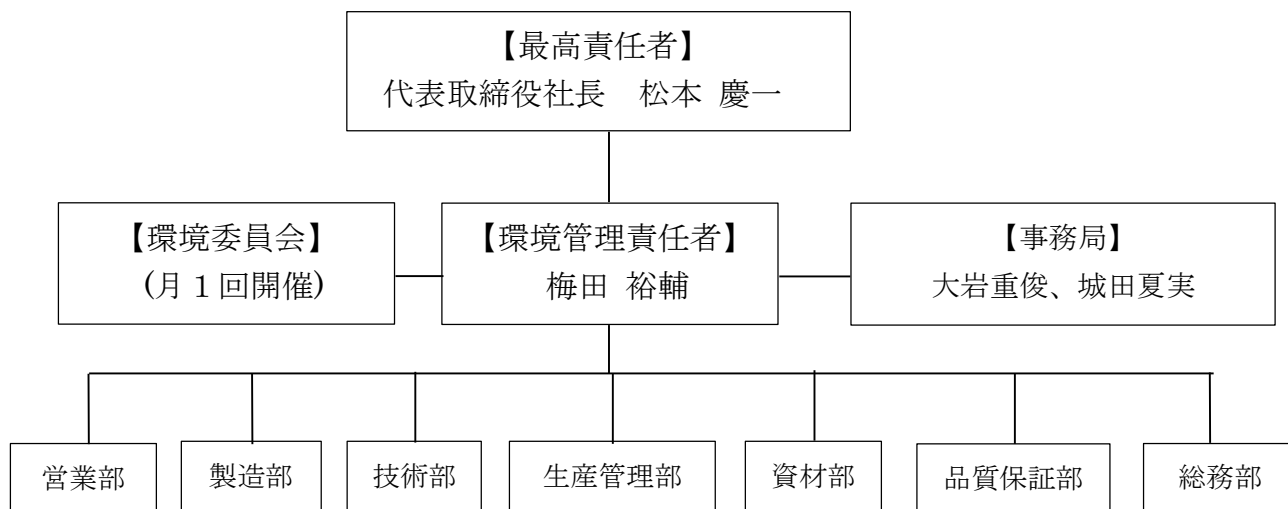 【最高責任者】
代表取締役社長　松本 慶一
【環境委員会】
(月１回開催)
【環境管理責任者】
梅田 裕輔
【事務局】
大岩重俊、城田夏実
営業部
製造部
技術部
生産管理部
資材部
品質保証部
総務部